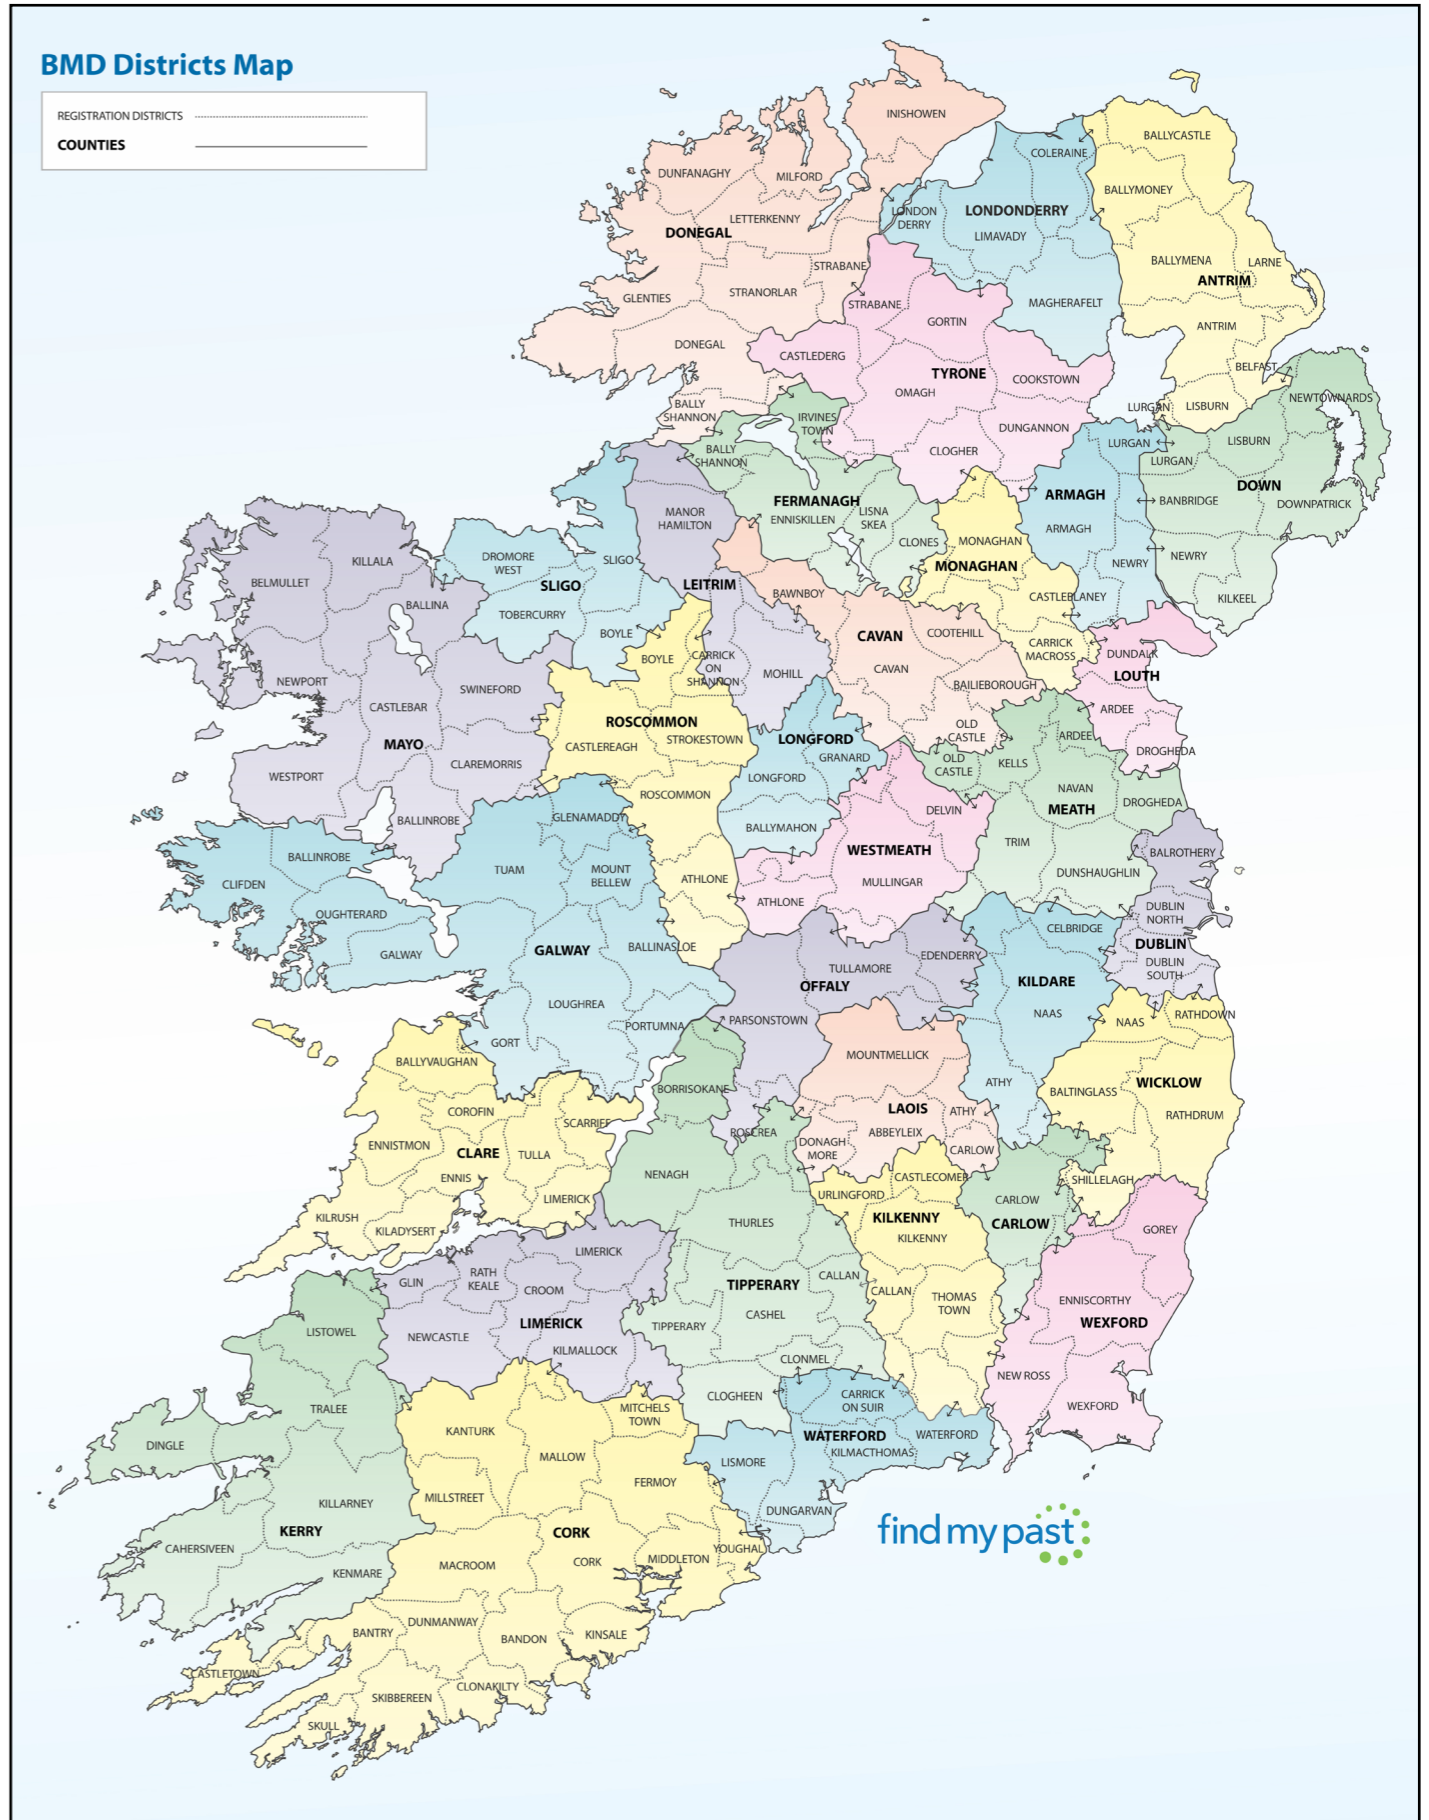 BMD Districts Map
REGISTRATION DISTRICTS
COUNTIES
INISHOWEN
DUNFANAGHY
MILFORD
LETTERKENNY
DONEGAL
STRABANE
GLENTIES
STRANORLAR
DONEGAL
BALLY
SHANNON
COLERAINE
LONDON
DERRY
LONDONDERRY
LIMAVADY
MAGHERAFELT
BALLYCASTLE
BALLYMONEY
BALLYMENA
LARNE
ANTRIM
ANTRIM
BELFAST
LISBURN
LURGAN
STRABANE
GORTIN
CASTLEDERG
TYRONE
OMAGH
COOKSTOWN
DUNGANNON
CLOGHER
NEWTOWNARDS
LISBURN
LURGAN
DOWN
BANBRIDGE
DOWNPATRICK
NEWRY
KILKEEL
LURGAN
ARMAGH
ARMAGH
NEWRY
CASTLEBLANEY
IRVINES
TOWN
BALLY
SHANNON
FERMANAGH
ENNISKILLEN
LISNA
SKEA
CLONES
MONAGHAN
MONAGHAN
CARRICK
MACROSS
MANOR
HAMILTON
LEITRIM
CARRICK
ON
SHANNON
MOHILL
DROMORE
WEST
SLIGO
SLIGO
TOBERCURRY
BOYLE
BELMULLET
KILLALA
BALLINA
NEWPORT
CASTLEBAR
SWINEFORD
MAYO
WESTPORT
CLAREMORRIS
BALLINROBE
BOYLE
ROSCOMMON
CASTLEREAGH
STROKESTOWN
ROSCOMMON
ATHLONE
BAWNBOY
CAVAN
COOTEHILL
CAVAN
BAILIEBOROUGH
OLD
CASTLE
DUNDALK
LOUTH
ARDEE
DROGHEDA
LONGFORD
GRANARD
LONGFORD
BALLYMAHON
ARDEE
OLD
CASTLE
KELLS
NAVAN
MEATH
DROGHEDA
TRIM
DUNSHAUGHLIN
DELVIN
WESTMEATH
MULLINGAR
ATHLONE
BALROTHERY
DUBLIN
NORTH
DUBLIN
DUBLIN
SOUTH
CLIFDEN
BALLINROBE
OUGHTERARD
GALWAY
GLENAMADDY
TUAM
MOUNT
BELLEW
GALWAY
BALLINASLOE
LOUGHREA
PORTUMNA
GORT
TULLAMORE
EDENDERRY
OFFALY
PARSONSTOWN
ROSCREA
CELBRIDGE
KILDARE
NAAS
ATHY
MOUNTMELLICK
LAOIS
ATHY
ABBEYLEIX
DONAGH
MORE
CARLOW
NAAS
RATHDOWN
BALTINGLASS
WICKLOW
RATHDRUM
SHILLELAGH
BALLYVAUGHAN
COROFIN
SCARRIFF
ENNISTMON
CLARE
TULLA
ENNIS
LIMERICK
KILRUSH
KILADYSERT
BORRISOKANE
NENAGH
THURLES
TIPPERARY
CALLAN
CASHEL
TIPPERARY
CLONMEL
CLOGHEEN
CASTLECOMER
URLINGFORD
KILKENNY
KILKENNY
CALLAN
THOMAS
TOWN
CARLOW
CARLOW
GOREY
ENNISCORTHY
WEXFORD
NEW ROSS
WEXFORD
LIMERICK
GLIN
RATH
KEALE
CROOM
LIMERICK
NEWCASTLE
KILMALLOCK
CARRICK
ON SUIR
WATERFORD
WATERFORD
KILMACTHOMAS
LISMORE
DUNGARVAN
LISTOWEL
TRALEE
DINGLE
KILLARNEY
KERRY
CAHERSIVEEN
KENMARE
KANTURK
MITCHELS
TOWN
MALLOW
FERMOY
MILLSTREET
CORK
CORK
YOUGHAL
MIDDLETON
MACROOM
DUNMANWAY
BANTRY
BANDON
KINSALE
CASTLETOWN
CLONAKILTY
SKIBBEREEN
SKULL
findmypast